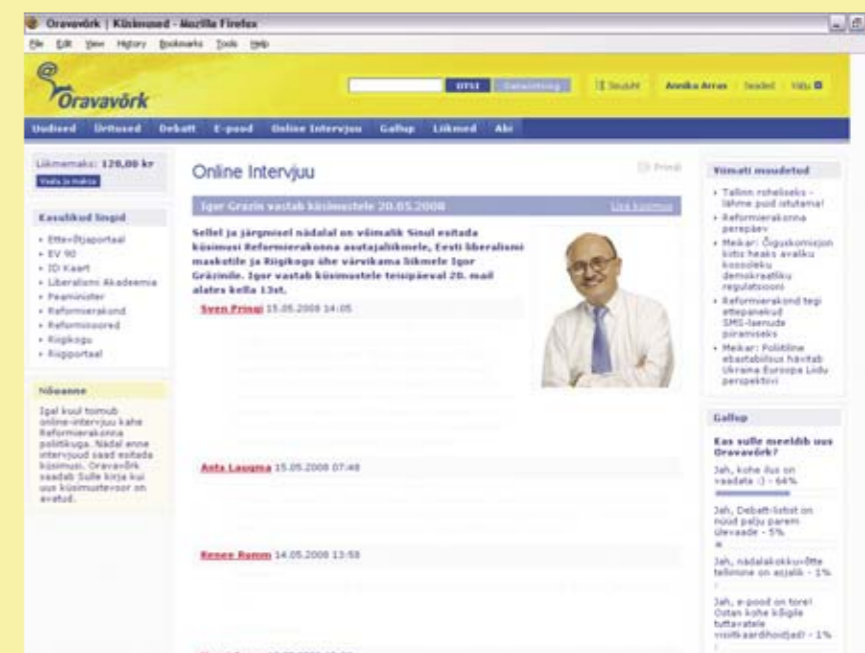 Oravavõrk | Küsimused - Mozilla Firefox
File Edit View History Bookmarks Tools Help
Oravavõrk
OTSI
Sisukaart
Annika Arras
Seaded
Välju
Uudised Üritused Debatt E-pood Online Intervjuu Gallup Liikmed Abi
Liikmemaks: 120,00 kr
Vaata ja maksa
Kasulikud lingid
Ettevõtjaportaal
EV 90
ID Kaart
Liberalismi Akadeemia
Peaminister
Reformierakond
Reforminoored
Riigikogu
Riigiportaal
Nõuanne
Igal kuul toimub
online-intervjuu kahe
Reformierakonna
poliitikuga. Nädal enne
intervjuud saad esitada
küsimusi. Oravavõrk
saadab Sulle kirja kui
uus küsimustevoor on
avatud.
Online Intervjuu
Prindi
Igor Grazin vastab küsimustele 20.05.2008
Lisa küsimus
Sellel ja järgmisel nädalal on võimalik Sinul esitada
küsimusi Reformierakonna asutajaliikmele, Eesti liberalismi
maskotile ja Riigikogu ühe värvikama liikmele Igor
Gräzinile. Igor vastab küsimustele teisipäeval 20. mail
alates kella 13st.
Sven Pringi 15.05.2008 14:05
Anta Laugma 15.05.2008 07:48
Renee Ramm 14.05.2008 13:58
Viimati muudetud
Tallinn roheliseks -
lähme puid istutama!
Reformierakonna
perepäev
Meikar: Õiguskomisjon
kiitis heaks avaliku
koosoleku
demokraatliku
regulatsiooni
Reformierakond tegi
ettepanekud
SMS-laenude
piiramiseks
Meikar: Poliitiline
ebastabiilsus hävitab
Ukraina Euroopa Liidu
perspektiivi
Gallup
Kas sulle meeldib uus
Oravavõrk?
Jah, kohe ilus on
vaadata :) - 64%
Jah, Debatt-listist on
nüüd palju parem
ülevaade - 5%
Jah, nädalakokkuvõtte
tellimine on asjalik - 1%
Jah, e-pood on tore!
Ostan kohe kõigile
tuttavatele
visiitkaardihoidjad! - 1%